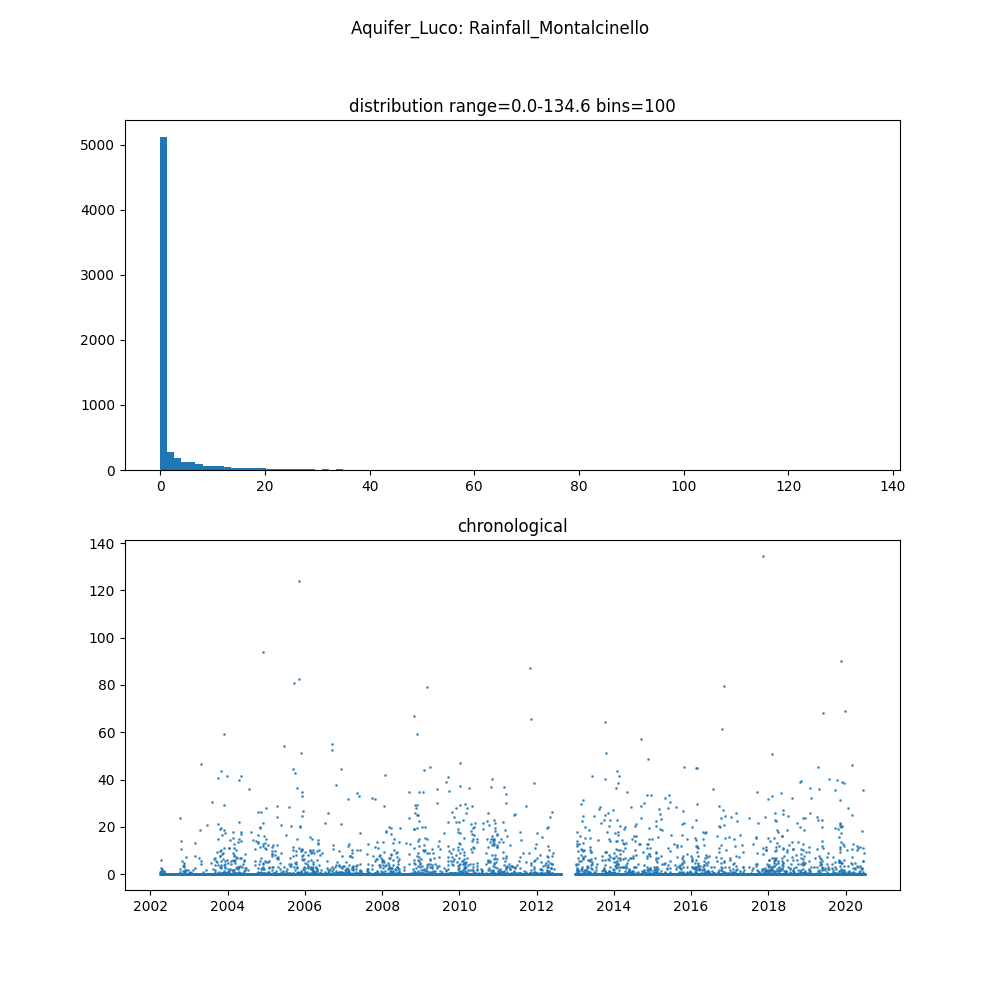 Aquifer_Luco: Rainfall_Montalcinello
distribution range=0.0-134.6 bins=100
5000
4000
3000
2000
1000
0
0 20 40 60 80 100 120 140
chronological
140
120
100
80
60
40
20
0
2002 2004 2006 2008 2010 2012 2014 2016 2018 2020